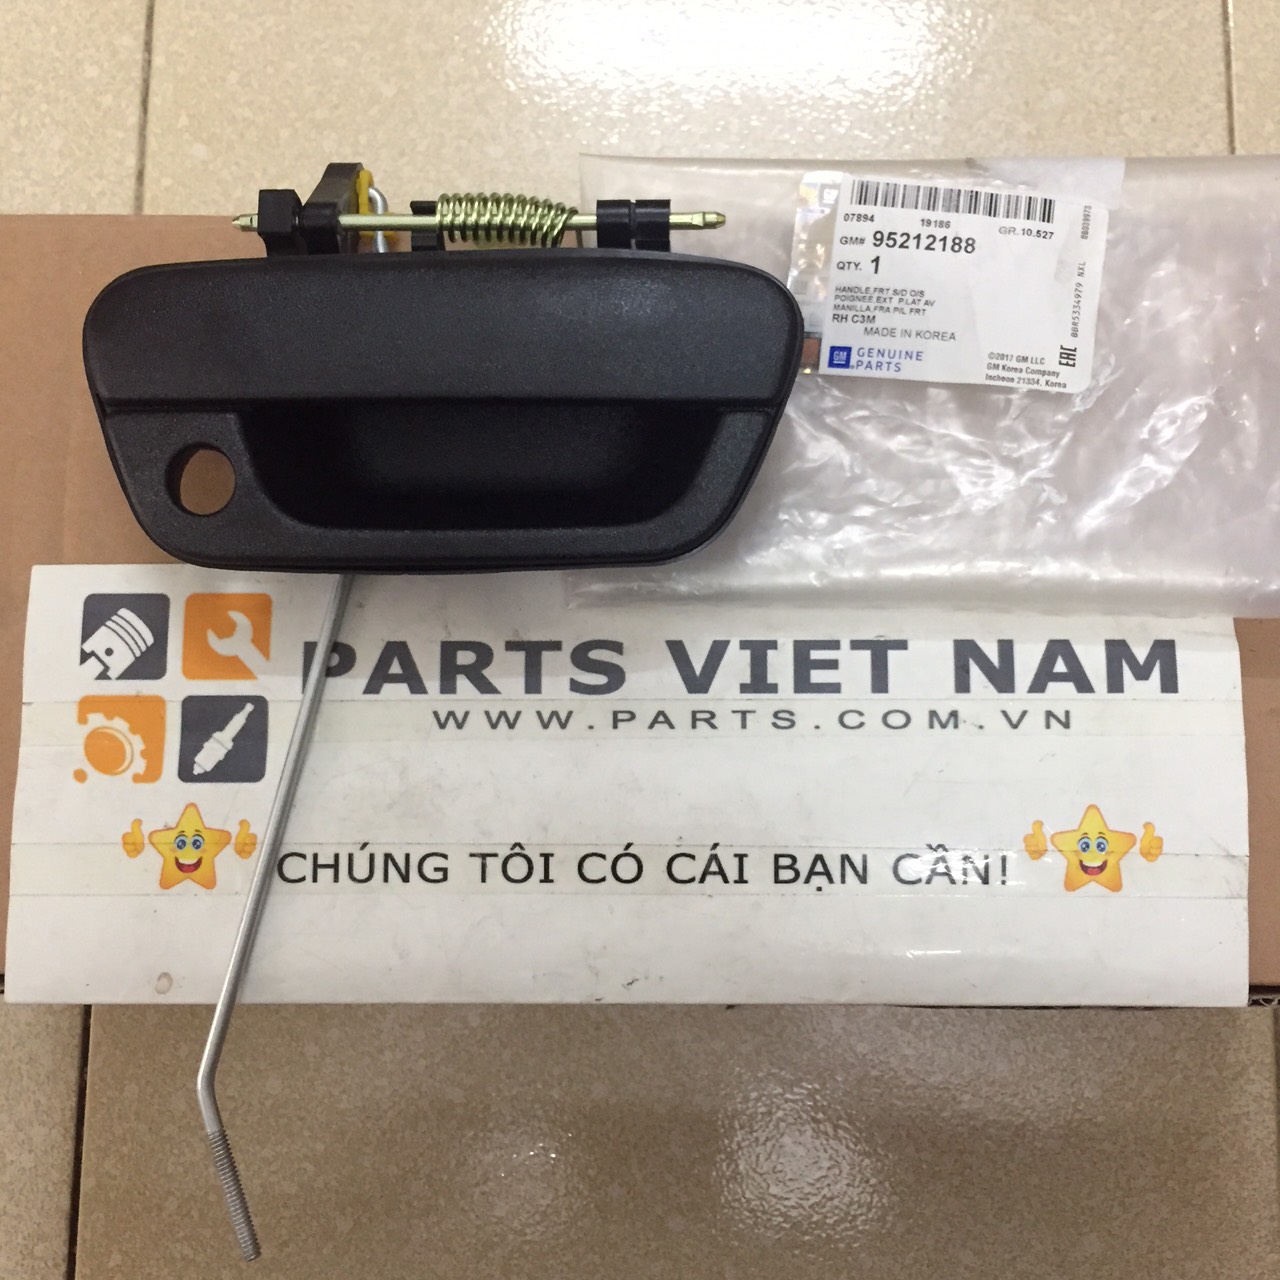 07894 19186 GR.10.527
GM# 95212188
QTY. 1
HANDLE,FRT S/D O/S
POIGNEE,EXT P.LAT AV
MANILLA,FRA PIL FRT
RH C3M
MADE IN KOREA
GM GENUINE
PARTS
©2017 GM LLC
GM Korea Company
Incheon 21334, Korea
EAC
8BR5334979 NXL
PARTS VIET NAM
WWW.PARTS.COM.VN
CHÚNG TÔI CÓ CÁI BẠN CẦN!